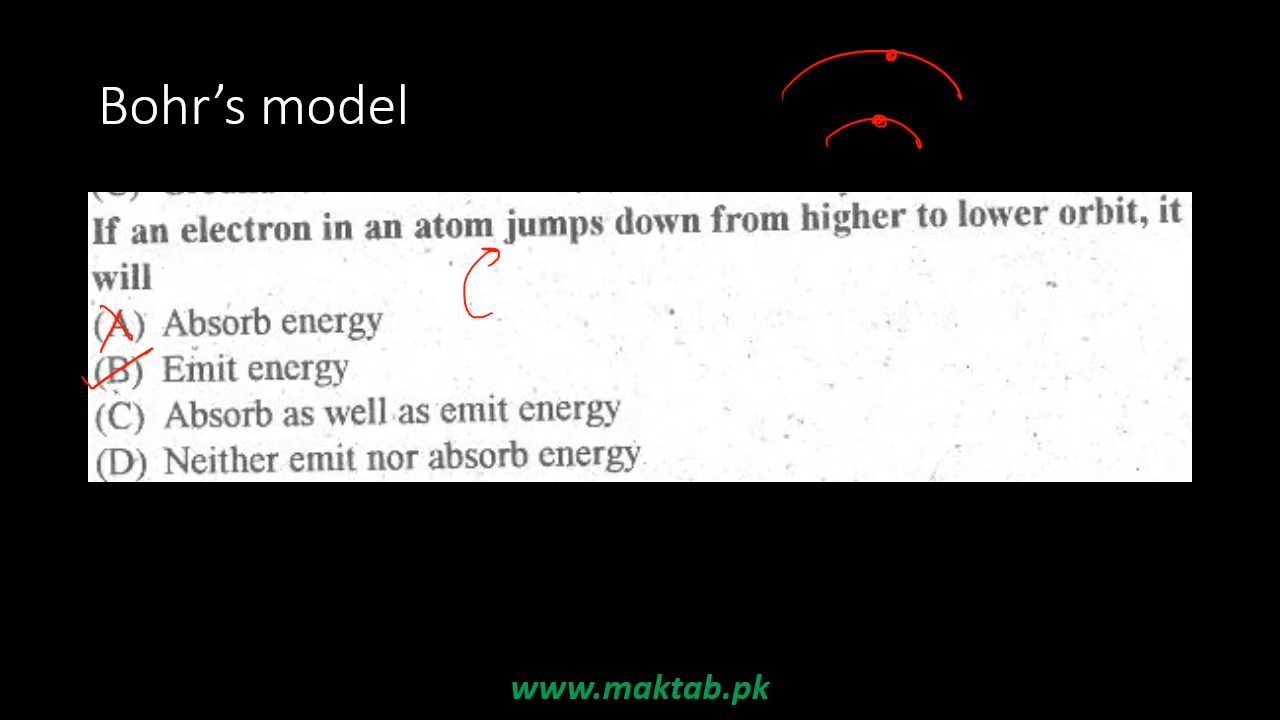 Bohr’s model
If an electron in an atom jumps down from higher to lower orbit, it
will
(A) Absorb energy
(B) Emit energy
(C) Absorb as well as emit energy
(D) Neither emit nor absorb energy
www.maktab.pk